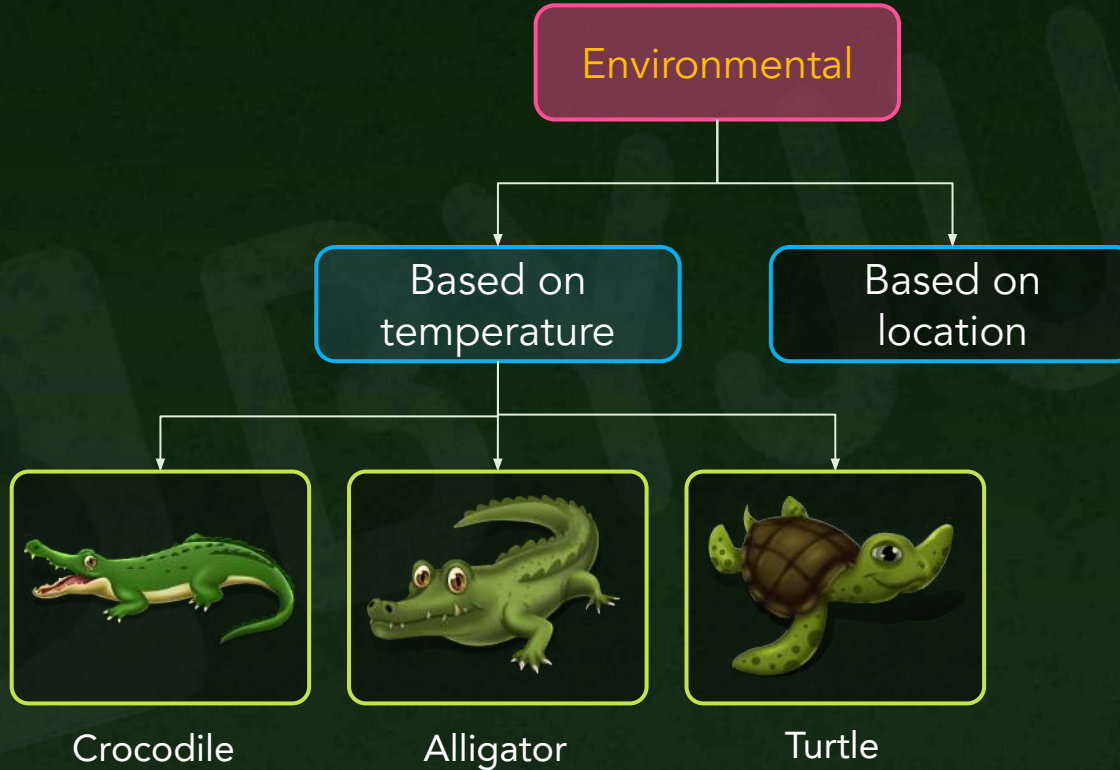 Environmental
Based on
temperature
Based on
location
Crocodile
Alligator
Turtle